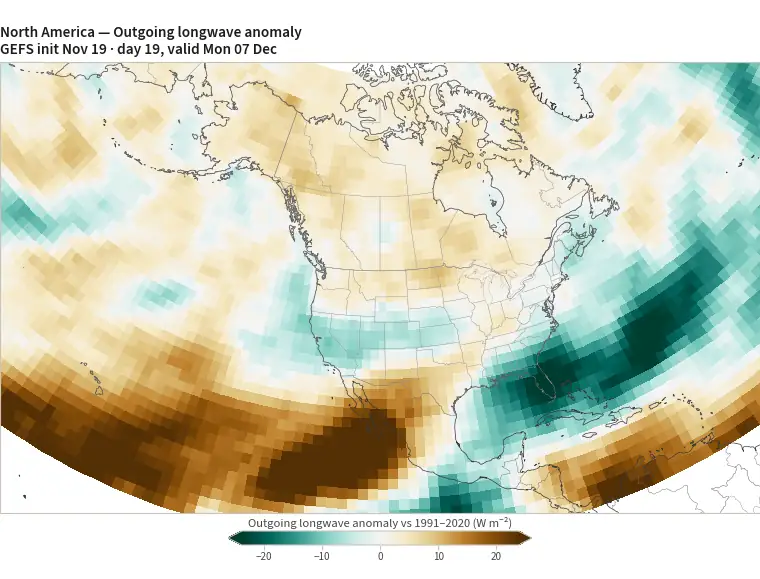 North America — Outgoing longwave anomaly
GEFS init Nov 19 · day 19, valid Mon 07 Dec
Outgoing longwave anomaly vs 1991–2020 (W m⁻²)
−20 −10 0 10 20